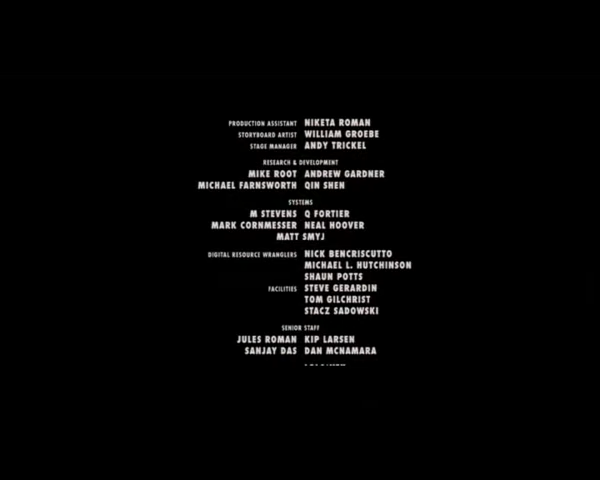 PRODUCTION ASSISTANT NIKETA ROMAN
STORYBOARD ARTIST WILLIAM GROEBE
STAGE MANAGER ANDY TRICKEL
RESEARCH & DEVELOPMENT
MIKE ROOT ANDREW GARDNER
MICHAEL FARNSWORTH QIN SHEN
SYSTEMS
M STEVENS Q FORTIER
MARK CORNMESSER NEAL HOOVER
MATT SMYJ
DIGITAL RESOURCE WRANGLERS NICK BENCRISCUTTO
MICHAEL L. HUTCHINSON
SHAUN POTTS
FACILITIES STEVE GERARDIN
TOM GILCHRIST
STACZ SADOWSKI
SENIOR STAFF
JULES ROMAN KIP LARSEN
SANJAY DAS DAN MCNAMARA